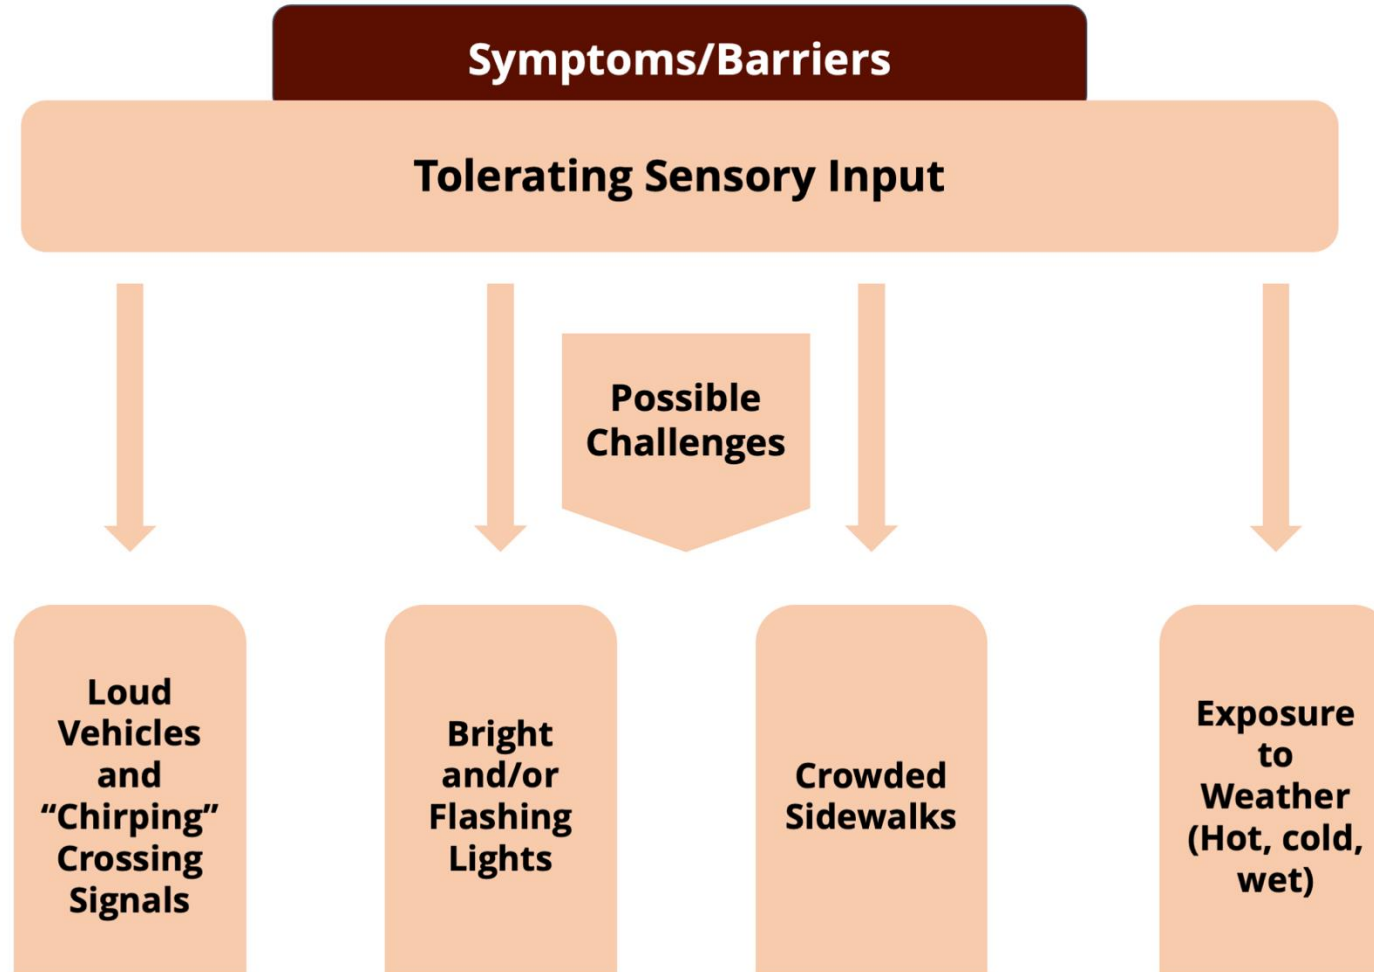 Symptoms/Barriers
Tolerating Sensory Input
Possible
Challenges
Loud
Vehicles
and
“Chirping”
Crossing
Signals
Bright
and/or
Flashing
Lights
Crowded
Sidewalks
Exposure
to
Weather
(Hot, cold,
wet)